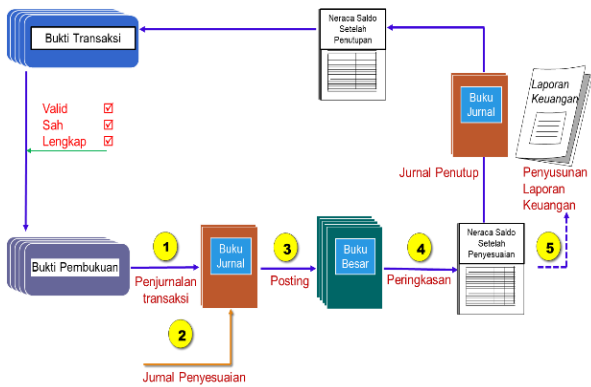 Bukti Transaksi
Neraca Saldo
Setelah
Penutupan
Buku
Jurnal
Laporan
Keuangan
Valid
Sah
Lengkap
Jurnal Penutup
Penyusunan
Laporan
Keuangan
Bukti Pembukuan
1
Penjurnalan
transaksi
Buku
Jurnal
3
Posting
Buku
Besar
4
Peringkasan
Neraca Saldo
Setelah
Penyesuaian
5
2
Jurnal Penyesuaian